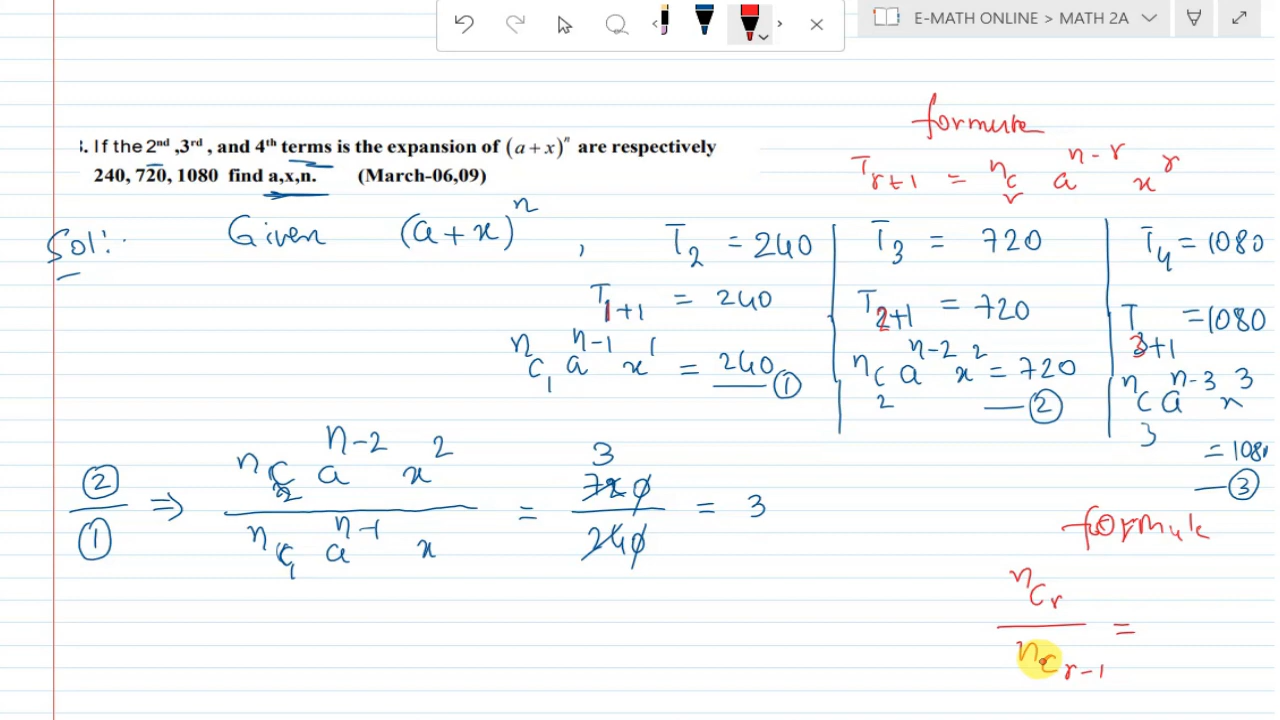 E-MATH ONLINE > MATH 2A
formula
T_{r+1} = ^nC_r a^{n-r} x^r
. If the 2nd ,3rd , and 4th terms is the expansion of (a+x)^n are respectively
240, 720, 1080 find a,x,n. (March-06,09)
Sol: Given (a+x)^n , T_2 = 240 T_3 = 720 T_4 = 1080
T_{1+1} = 240 T_{2+1} = 720 T_{3+1} = 1080
^nC_1 a^{n-1} x^1 = 240 —① ^nC_2 a^{n-2} x^2 = 720 —② ^nC_3 a^{n-3} x^3 = 1080 —③
②/① ⇒ ^nC_2 a^{n-2} x^2 / ^nC_1 a^{n-1} x = 720/240 3 = 3
formula
^nC_r / ^nC_{r-1} =